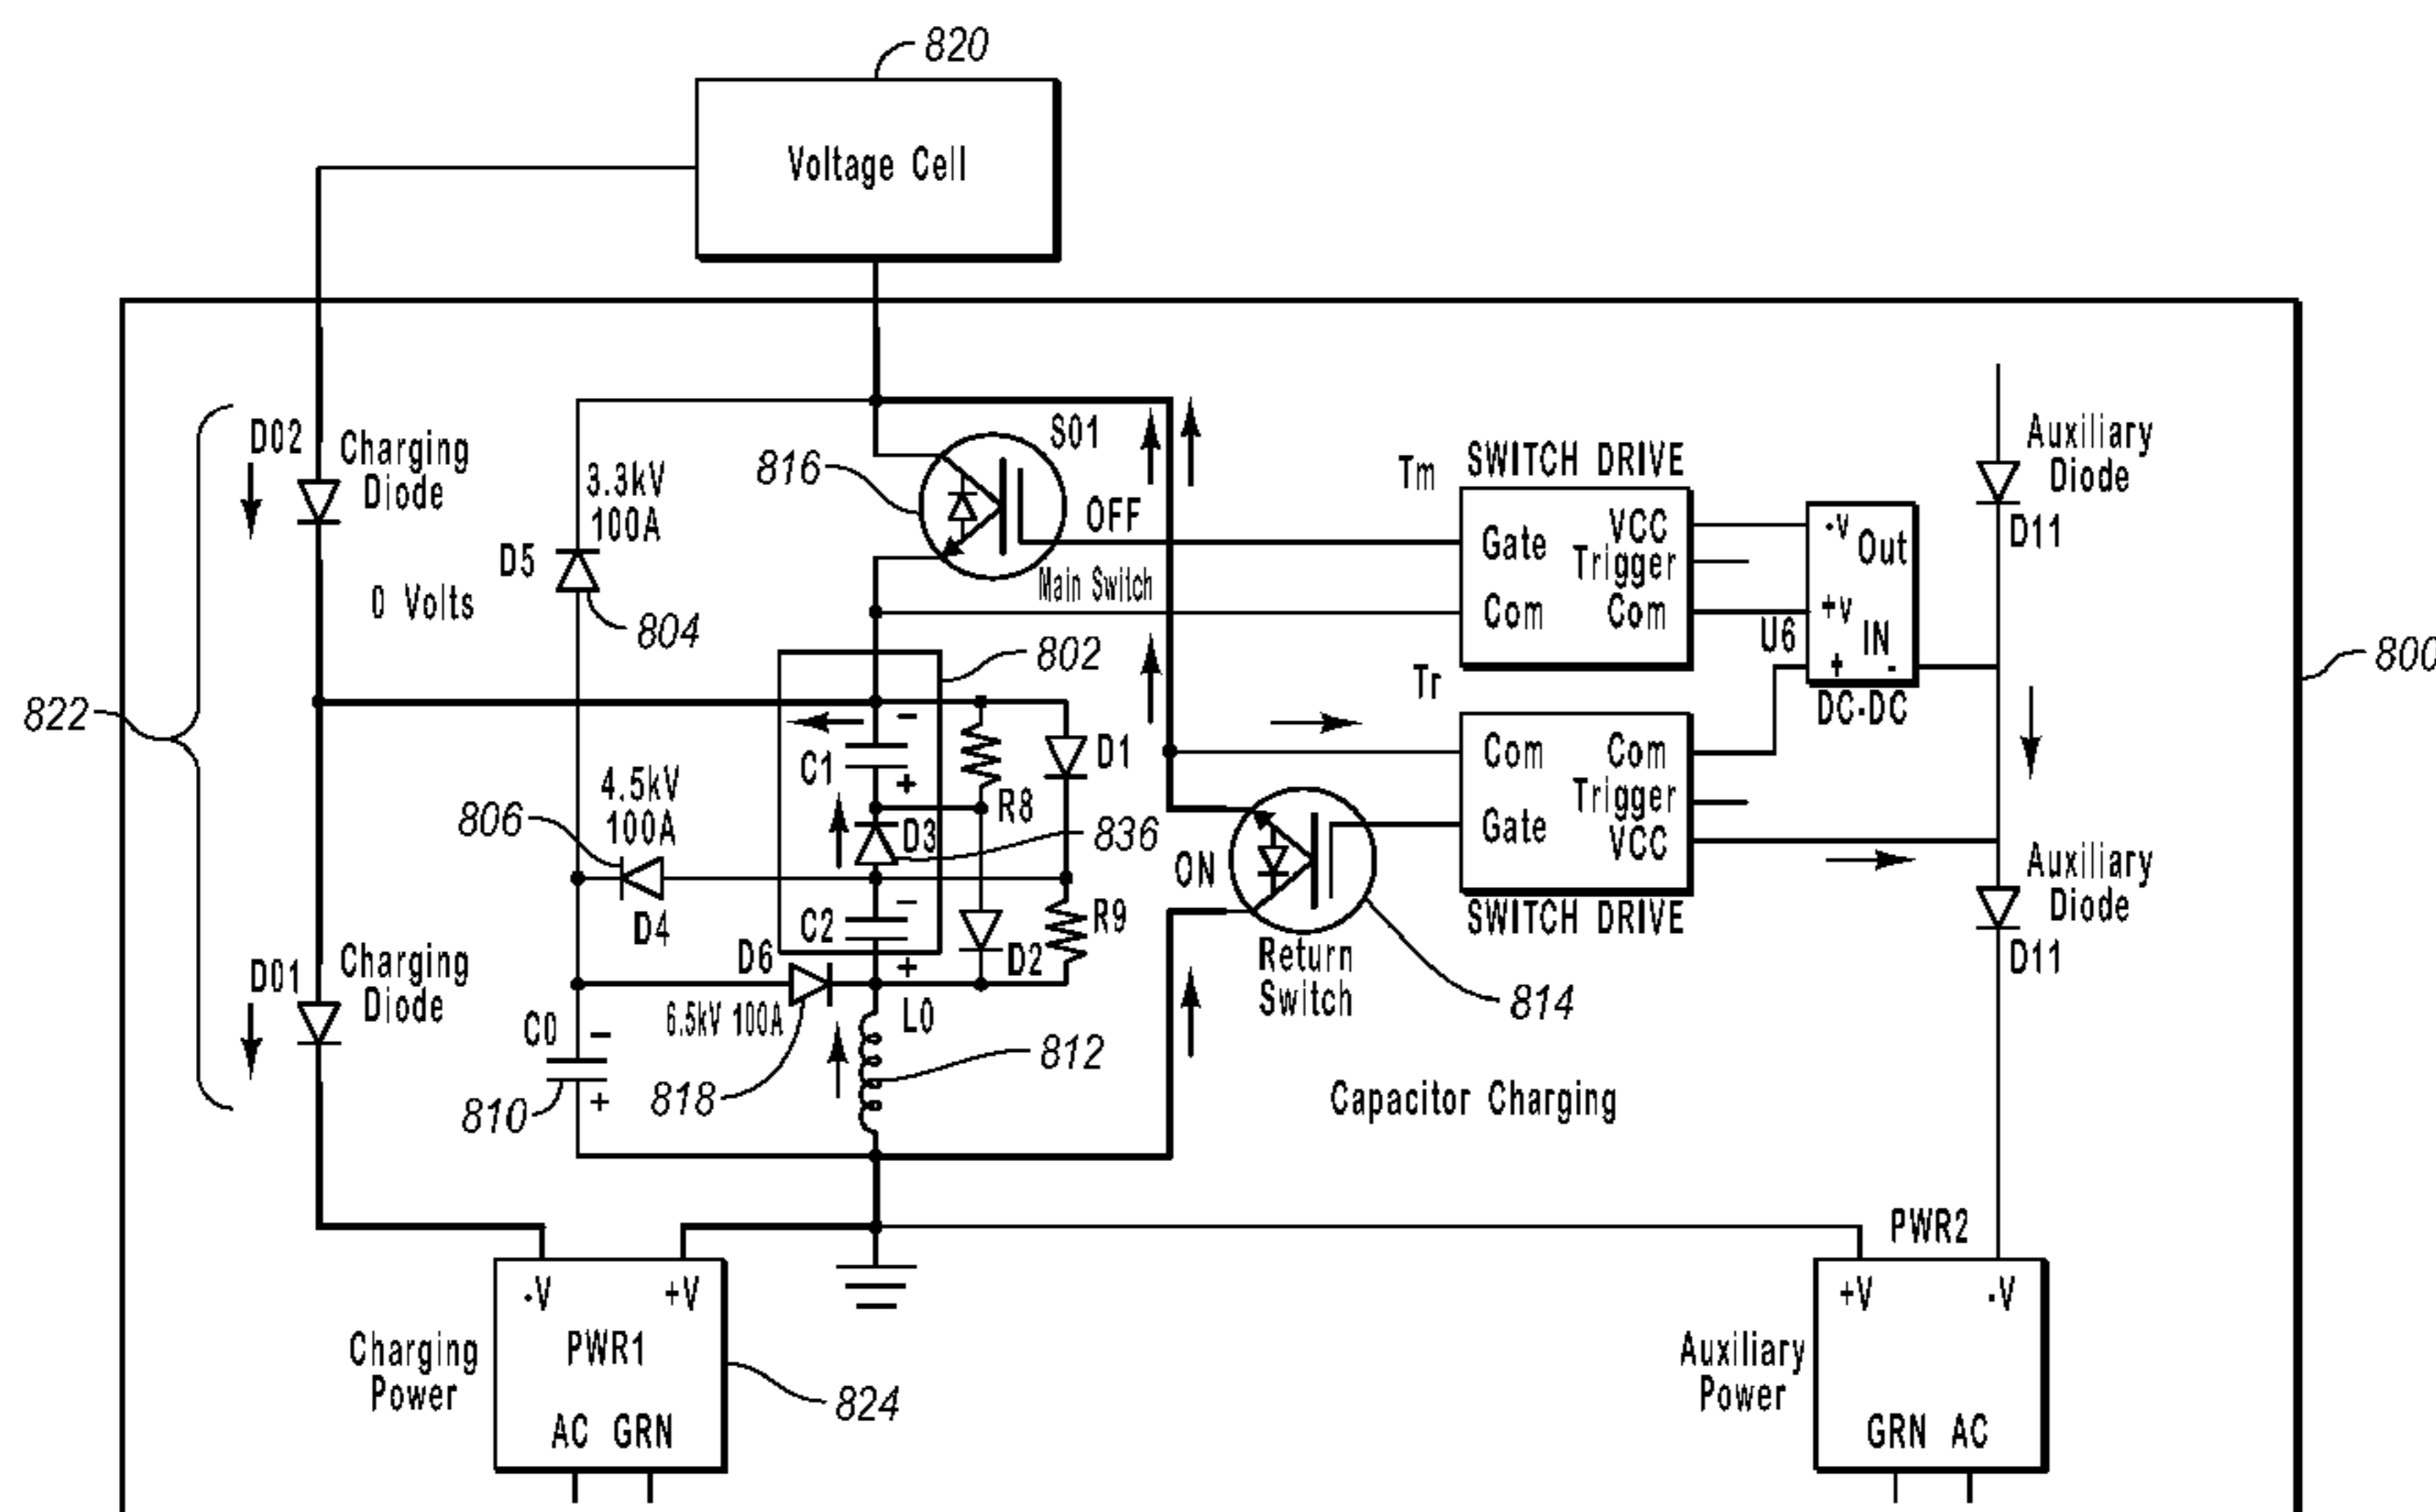 820
Voltage Cell
D02
Charging
Diode
3.3kV
100A
816
S01
OFF
Main Switch
Tm
SWITCH DRIVE
Gate
VCC
Trigger
Com
Com
-V
Out
+v
IN
+
-
U6
DC-DC
Auxiliary
Diode
D11
D5
0 Volts
804
802
800
822
Tr
-
C1
+
R8
D1
Com
Com
Trigger
Gate
VCC
SWITCH DRIVE
4.5kV
100A
806
D3
836
ON
D4
-
C2
+
D2
R9
Return
Switch
814
Auxiliary
Diode
D11
D01
Charging
Diode
D6
6.5kV 100A
L0
C0
-
+
810
818
812
Capacitor Charging
-V
+V
PWR1
AC GRN
Charging
Power
824
PWR2
+V
-V
Auxiliary
Power
GRN AC